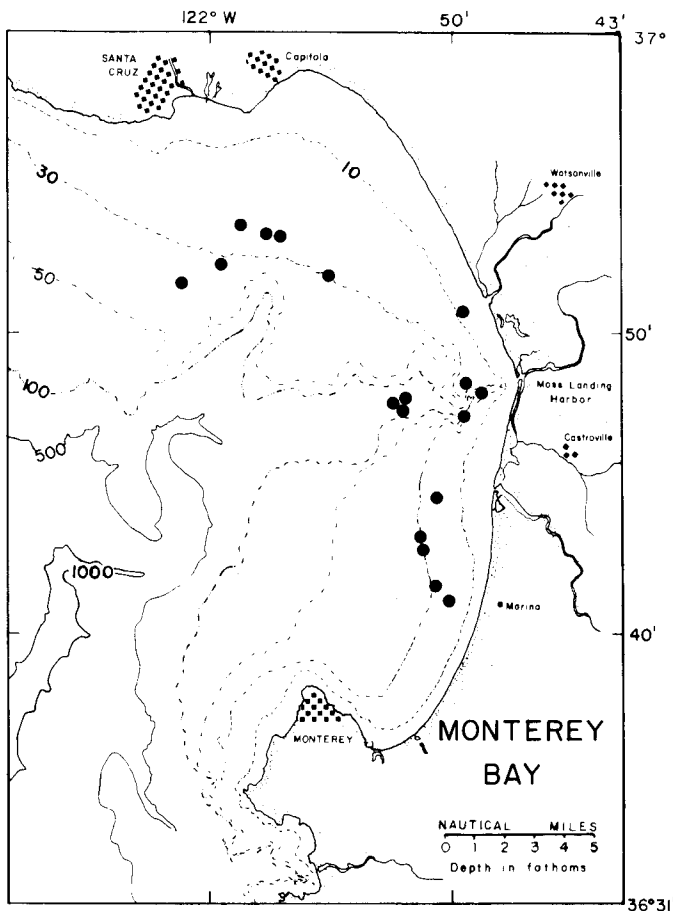 122° W
50'
43'
37°
SANTA
CRUZ
Capitola
10
30
Watsonville
50
50'
100
Moss Landing
Harbor
500
Castroville
1000
Marina
40'
MONTEREY
MONTEREY
BAY
NAUTICAL MILES
0 1 2 3 4 5
Depth in fathoms
36°31